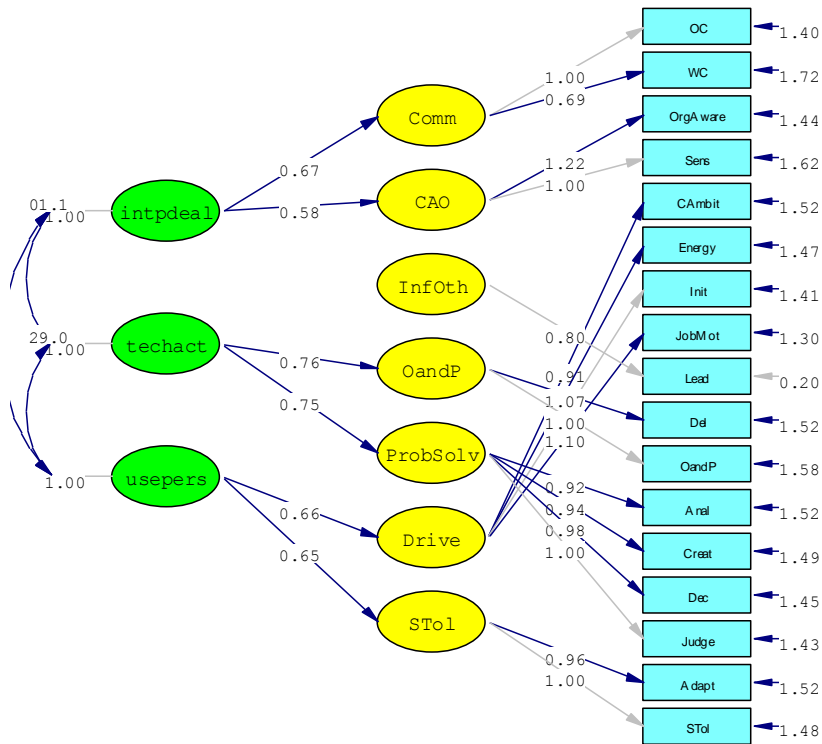 OC
1.40
WC
1.72
1.00
0.69
Comm
OrgAware
1.44
Sens
1.62
0.67
1.22
1.00
01.1
1.00
intpdeal
0.58
CAO
CAmbit
1.52
Energy
1.47
InfOth
Init
1.41
29.0
1.00
techact
0.80
JobMot
1.30
0.76
OandP
0.91
Lead
0.20
0.75
1.07
1.00
1.10
Del
1.52
ProbSolv
OandP
1.58
1.00
usepers
0.92
0.94
0.98
1.00
Anal
1.52
0.66
Drive
Creat
1.49
0.65
Dec
1.45
STol
Judge
1.43
0.96
1.00
Adapt
1.52
STol
1.48